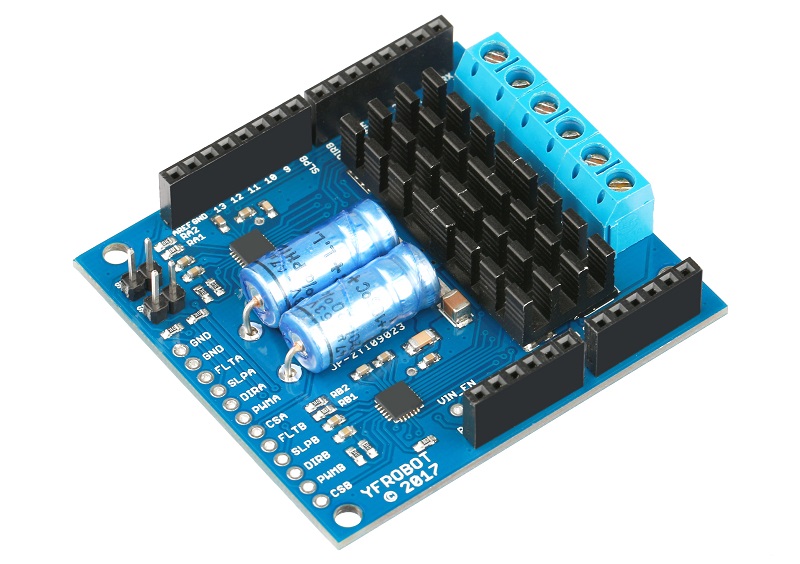 SLPB
9
10
11
12
13
GND
AREF
RA2
RA1
GND
GND
FLTA
SLPA
DIRA
PWMA
CSA
FLTB
SLPB
DIRB
PWMB
CSB
RB2
RB1
VIN_EN
YFROBOT
© 2017